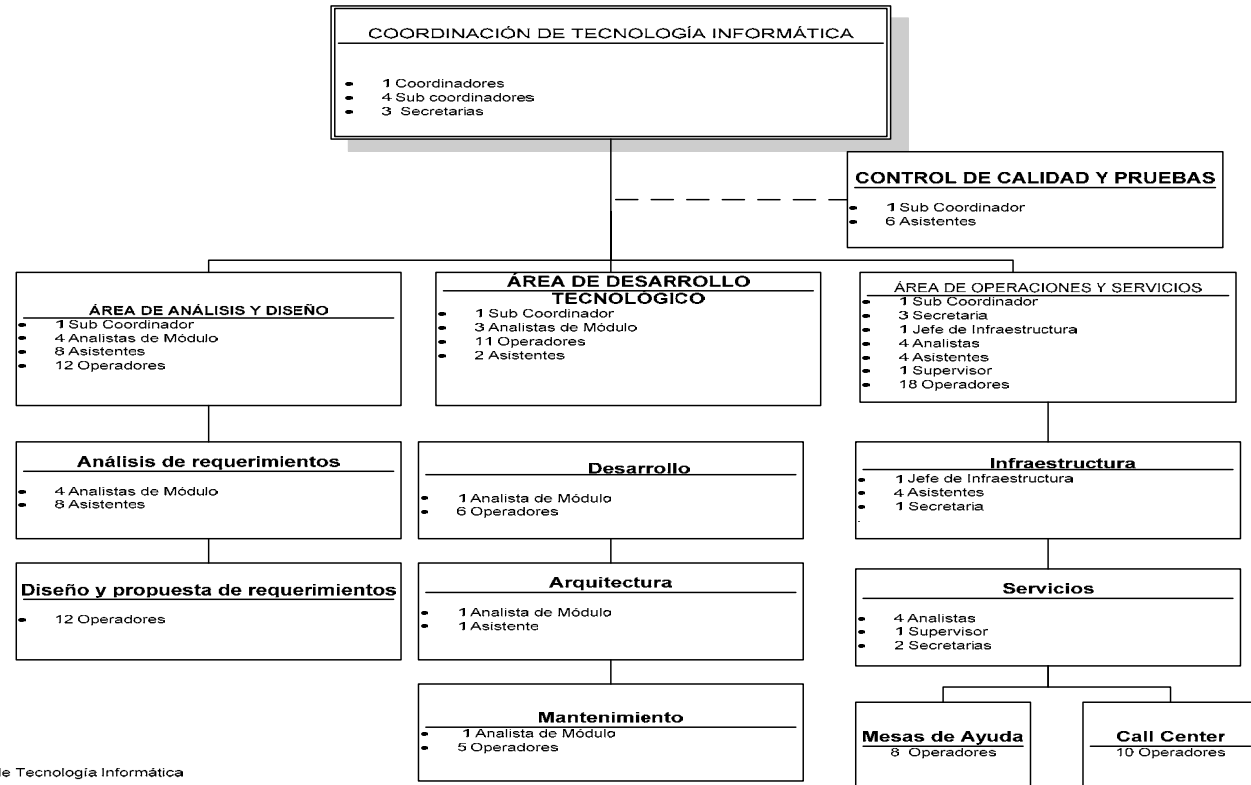 COORDINACIÓN DE TECNOLOGÍA INFORMÁTICA
• 1 Coordinadores
• 4 Sub coordinadores
• 3 Secretarias
CONTROL DE CALIDAD Y PRUEBAS
• 1 Sub Coordinador
• 6 Asistentes
ÁREA DE ANÁLISIS Y DISEÑO
• 1 Sub Coordinador
• 4 Analistas de Módulo
• 8 Asistentes
• 12 Operadores
ÁREA DE DESARROLLO
TECNOLÓGICO
• 1 Sub Coordinador
• 3 Analistas de Módulo
• 11 Operadores
• 2 Asistentes
ÁREA DE OPERACIONES Y SERVICIOS
• 1 Sub Coordinador
• 3 Secretaria
• 1 Jefe de Infraestructura
• 4 Analistas
• 4 Asistentes
• 1 Supervisor
• 18 Operadores
Análisis de requerimientos
• 4 Analistas de Módulo
• 8 Asistentes
Desarrollo
• 1 Analista de Módulo
• 6 Operadores
Infraestructura
• 1 Jefe de Infraestructura
• 4 Asistentes
• 1 Secretaria
.
Diseño y propuesta de requerimientos
• 12 Operadores
Arquitectura
• 1 Analista de Módulo
• 1 Asistente
Servicios
• 4 Analistas
• 1 Supervisor
• 2 Secretarias
Mantenimiento
• 1 Analista de Módulo
• 5 Operadores
Mesas de Ayuda
8 Operadores
Call Center
10 Operadores
de Tecnología Informática